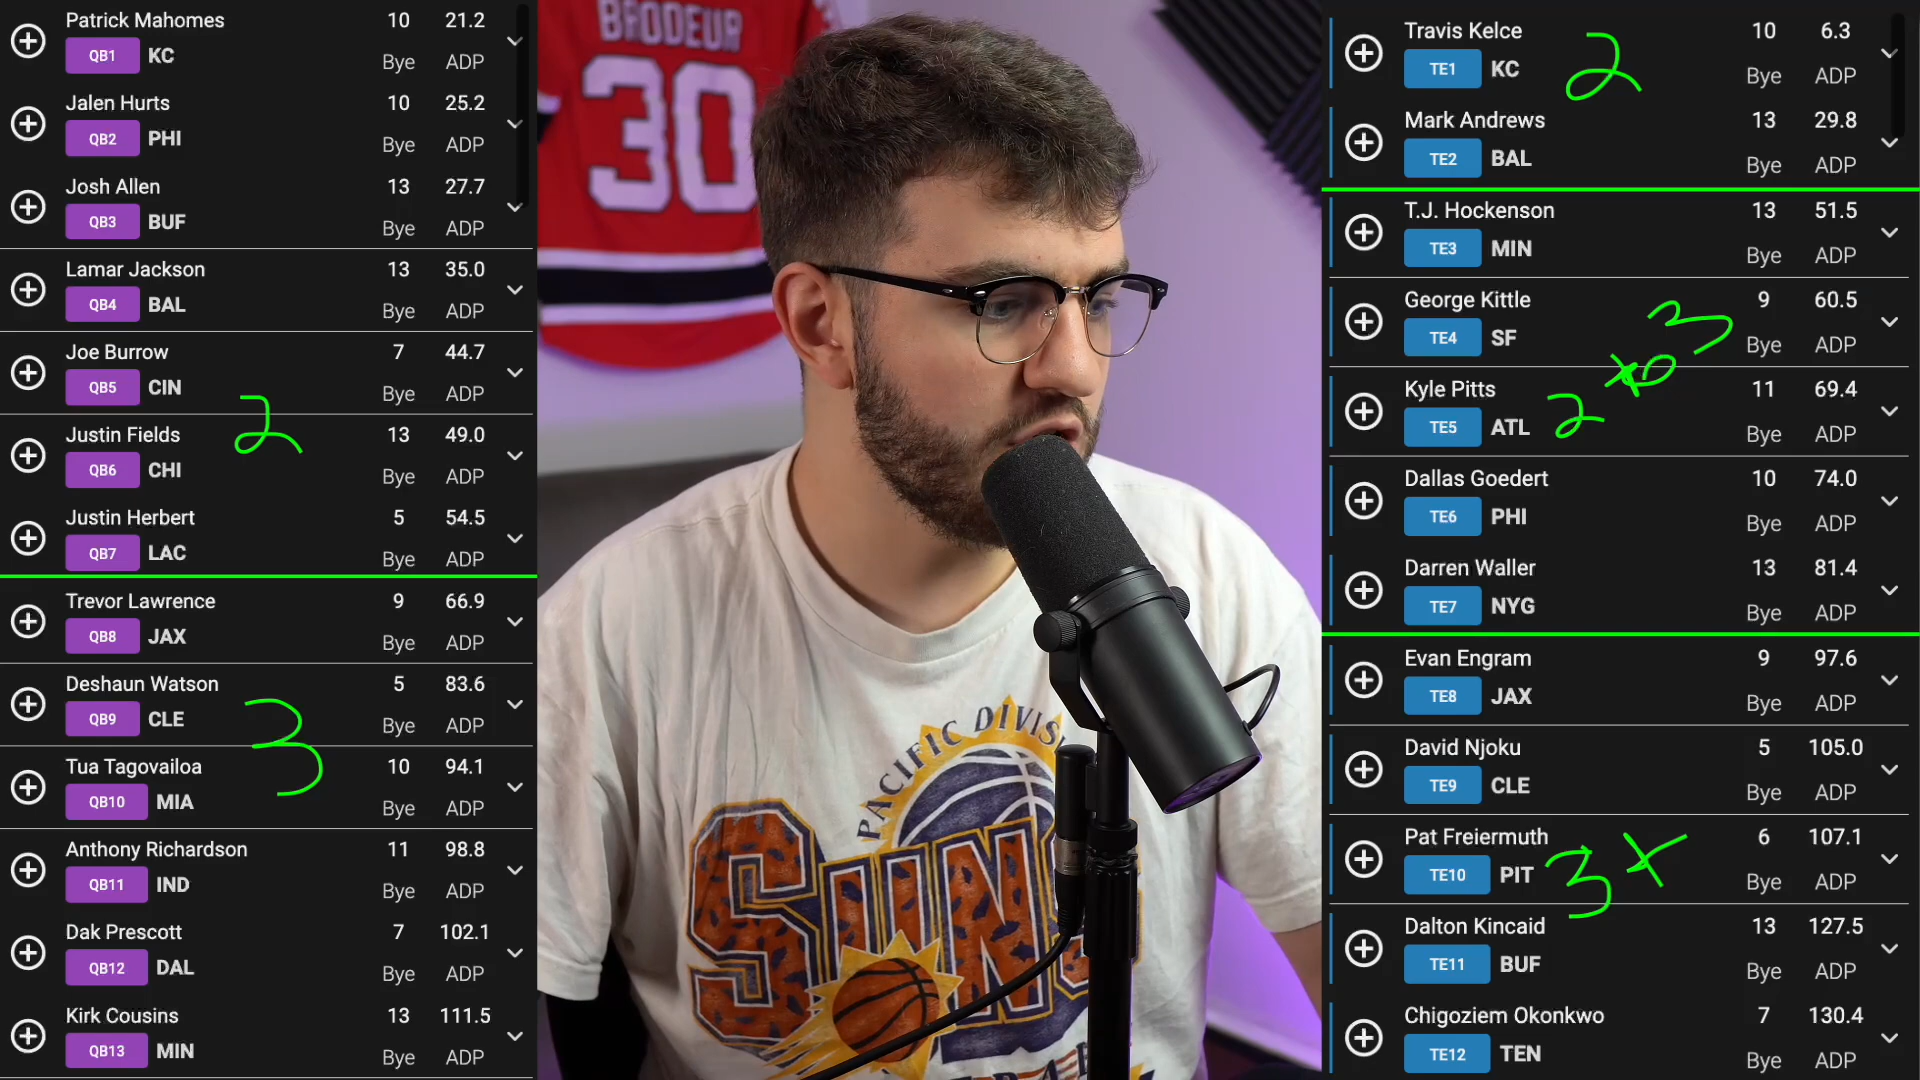 Patrick Mahomes 10 21.2
QB1 KC Bye ADP
Jalen Hurts 10 25.2
QB2 PHI Bye ADP
Josh Allen 13 27.7
QB3 BUF Bye ADP
Lamar Jackson 13 35.0
QB4 BAL Bye ADP
Joe Burrow 7 44.7
QB5 CIN Bye ADP
2
Justin Fields 13 49.0
QB6 CHI Bye ADP
Justin Herbert 5 54.5
QB7 LAC Bye ADP
Trevor Lawrence 9 66.9
QB8 JAX Bye ADP
Deshaun Watson 5 83.6
QB9 CLE Bye ADP
3
Tua Tagovailoa 10 94.1
QB10 MIA Bye ADP
Anthony Richardson 11 98.8
QB11 IND Bye ADP
Dak Prescott 7 102.1
QB12 DAL Bye ADP
Kirk Cousins 13 111.5
QB13 MIN Bye ADP
BRODEUR
30
PACIFIC DIVIS
SUNS
Travis Kelce 10 6.3
TE1 KC 2 Bye ADP
Mark Andrews 13 29.8
TE2 BAL Bye ADP
T.J. Hockenson 13 51.5
TE3 MIN Bye ADP
George Kittle 9 60.5
TE4 SF 3 Bye ADP
Kyle Pitts 11 69.4
TE5 ATL 2 Bye ADP
Dallas Goedert 10 74.0
TE6 PHI Bye ADP
Darren Waller 13 81.4
TE7 NYG Bye ADP
Evan Engram 9 97.6
TE8 JAX Bye ADP
David Njoku 5 105.0
TE9 CLE Bye ADP
Pat Freiermuth 6 107.1
TE10 PIT 3 + Bye ADP
Dalton Kincaid 13 127.5
TE11 BUF Bye ADP
Chigoziem Okonkwo 7 130.4
TE12 TEN Bye ADP